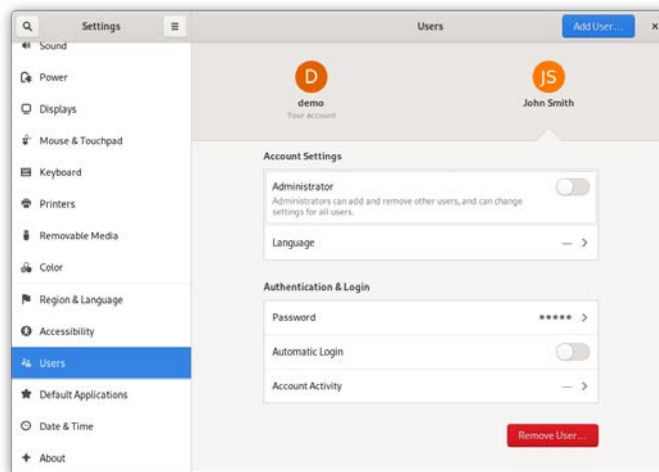 Settings
Sound
Power
Displays
Mouse & Touchpad
Keyboard
Printers
Removable Media
Color
Region & Language
Accessibility
Users
Default Applications
Date & Time
About
Users
Add User...
D
demo
Your account
JS
John Smith
Account Settings
Administrator
Administrators can add and remove other users, and can change
settings for all users.
Language —
Authentication & Login
Password •••••
Automatic Login
Account Activity —
Remove User...